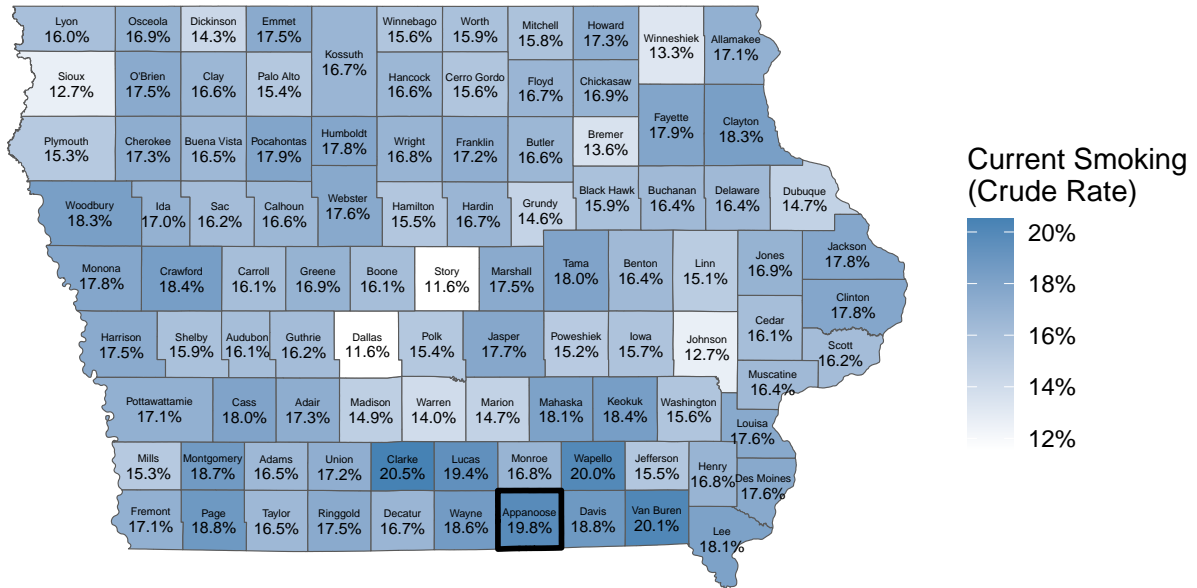 Lyon
16.0%
Osceola
16.9%
Dickinson
14.3%
Emmet
17.5%
Kossuth
16.7%
Winnebago
15.6%
Worth
15.9%
Mitchell
15.8%
Howard
17.3%
Winneshiek
13.3%
Allamakee
17.1%
Sioux
12.7%
O'Brien
17.5%
Clay
16.6%
Palo Alto
15.4%
Hancock
16.6%
Cerro Gordo
15.6%
Floyd
16.7%
Chickasaw
16.9%
Plymouth
15.3%
Cherokee
17.3%
Buena Vista
16.5%
Pocahontas
17.9%
Humboldt
17.8%
Wright
16.8%
Franklin
17.2%
Butler
16.6%
Bremer
13.6%
Fayette
17.9%
Clayton
18.3%
Woodbury
18.3%
Ida
17.0%
Sac
16.2%
Calhoun
16.6%
Webster
17.6%
Hamilton
15.5%
Hardin
16.7%
Grundy
14.6%
Black Hawk
15.9%
Buchanan
16.4%
Delaware
16.4%
Dubuque
14.7%
Monona
17.8%
Crawford
18.4%
Carroll
16.1%
Greene
16.9%
Boone
16.1%
Story
11.6%
Marshall
17.5%
Tama
18.0%
Benton
16.4%
Linn
15.1%
Jones
16.9%
Jackson
17.8%
Clinton
17.8%
Harrison
17.5%
Shelby
15.9%
Audubon
16.1%
Guthrie
16.2%
Dallas
11.6%
Polk
15.4%
Jasper
17.7%
Poweshiek
15.2%
Iowa
15.7%
Johnson
12.7%
Cedar
16.1%
Scott
16.2%
Muscatine
16.4%
Pottawattamie
17.1%
Cass
18.0%
Adair
17.3%
Madison
14.9%
Warren
14.0%
Marion
14.7%
Mahaska
18.1%
Keokuk
18.4%
Washington
15.6%
Louisa
17.6%
Mills
15.3%
Montgomery
18.7%
Adams
16.5%
Union
17.2%
Clarke
20.5%
Lucas
19.4%
Monroe
16.8%
Wapello
20.0%
Jefferson
15.5%
Henry
16.8%
Des Moines
17.6%
Fremont
17.1%
Page
18.8%
Taylor
16.5%
Ringgold
17.5%
Decatur
16.7%
Wayne
18.6%
Appanoose
19.8%
Davis
18.8%
Van Buren
20.1%
Lee
18.1%
Current Smoking
(Crude Rate)
20%
18%
16%
14%
12%